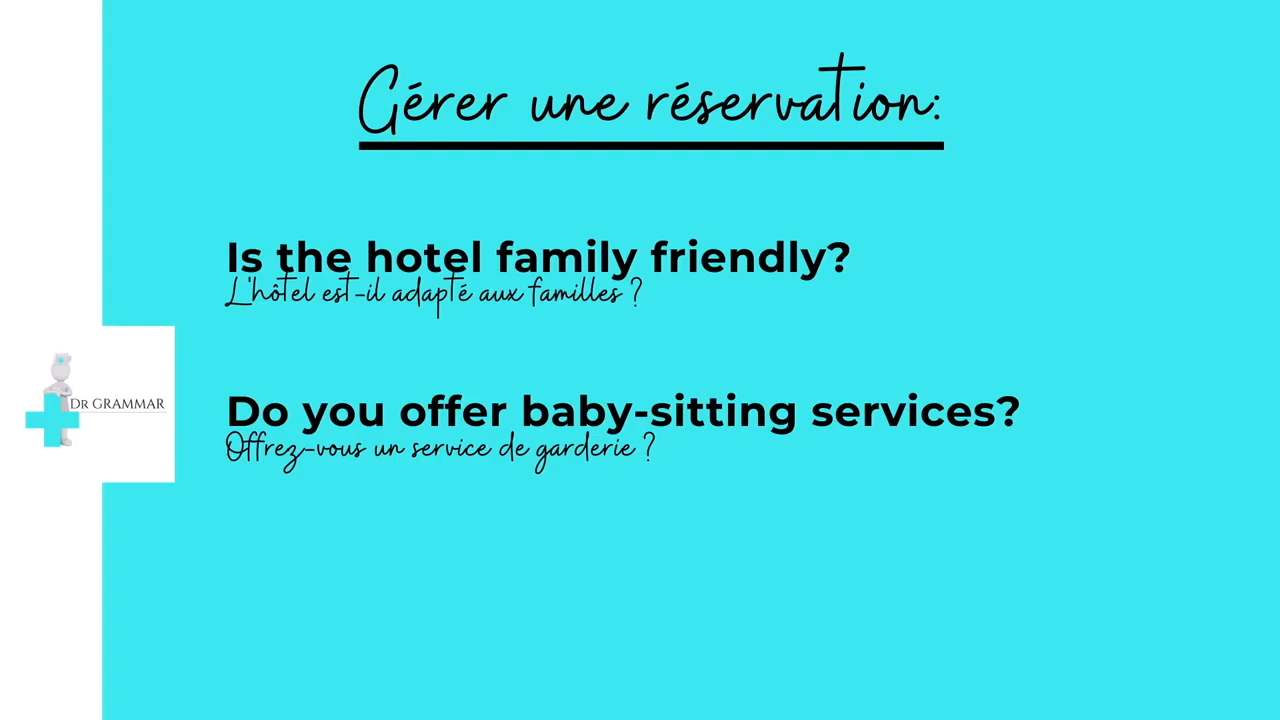 Gérer une réservation:
Is the hotel family friendly?
L'hôtel est-il adapté aux familles ?
Dr GRAMMAR
Do you offer baby-sitting services?
Offrez-vous un service de garderie ?